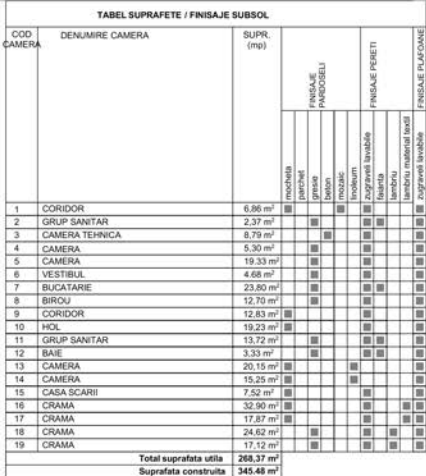 TABEL SUPRAFETE / FINISAJE SUBSOL
COD CAMERA DENUMIRE CAMERA SUPR. (mp) FINISAJE PARDOSELI FINISAJE PERETI FINISAJE PLAFOANE
mocheta parchet gresie beton mozaic linoleum zugraveli lavabile faianta lambriu lambriu material textil zugraveli lavabile
1 CORIDOR 6,86 m²
2 GRUP SANITAR 2,37 m²
3 CAMERA TEHNICA 8,79 m²
4 CAMERA 5,30 m²
5 CAMERA 19.33 m²
6 VESTIBUL 4.68 m²
7 BUCATARIE 23,80 m²
8 BIROU 12,70 m²
9 CORIDOR 12,83 m²
10 HOL 19,23 m²
11 GRUP SANITAR 13,72 m²
12 BAIE 3,33 m²
13 CAMERA 20,15 m²
14 CAMERA 15,25 m²
15 CASA SCARII 7,52 m²
16 CRAMA 32,90 m²
17 CRAMA 17,87 m²
18 CRAMA 24,62 m²
19 CRAMA 17,12 m²
Total suprafata utila 268,37 m²
Suprafata construita 345.48 m²